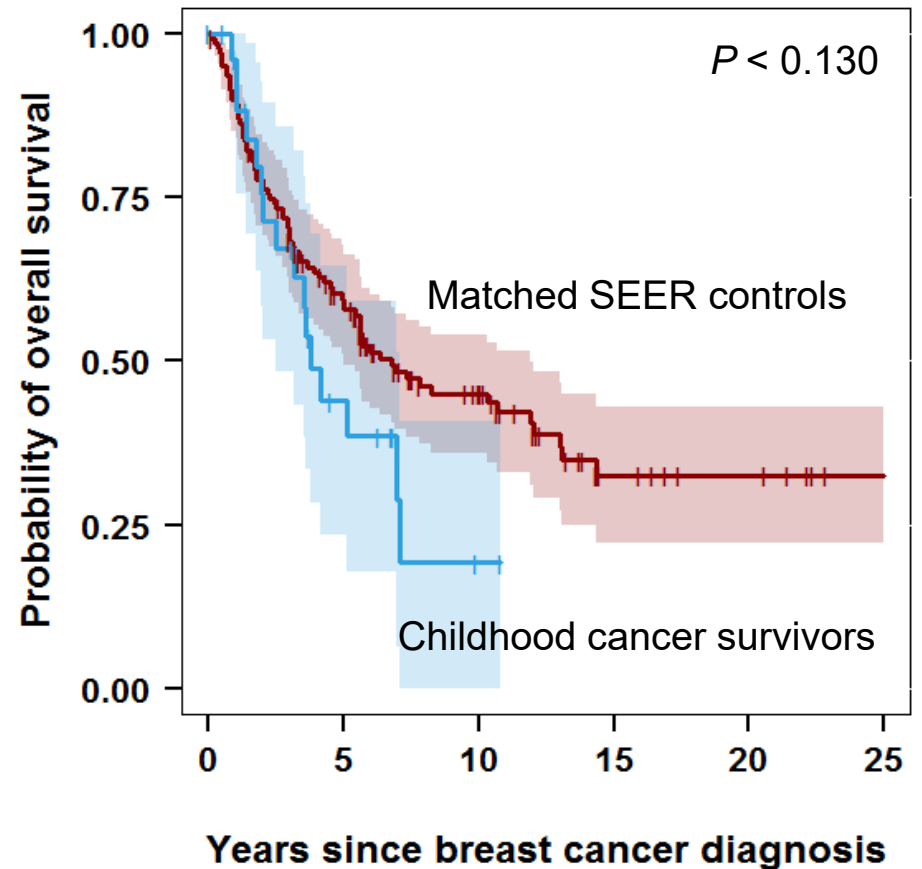 Probability of overall survival
1.00
0.75
0.50
0.25
0.00
P < 0.130
Matched SEER controls
Childhood cancer survivors
0 5 10 15 20 25
Years since breast cancer diagnosis